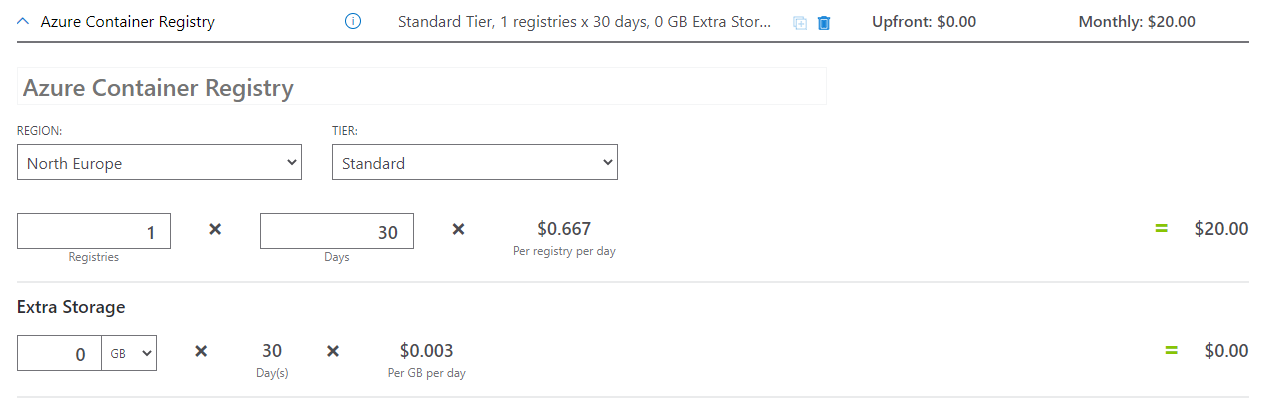 Azure Container Registry Standard Tier, 1 registries x 30 days, 0 GB Extra Stor... Upfront: $0.00 Monthly: $20.00
Azure Container Registry
REGION: TIER:
North Europe Standard
1 × 30 × $0.667 = $20.00
Registries Days Per registry per day
Extra Storage
0 GB × 30 × $0.003 = $0.00
Day(s) Per GB per day